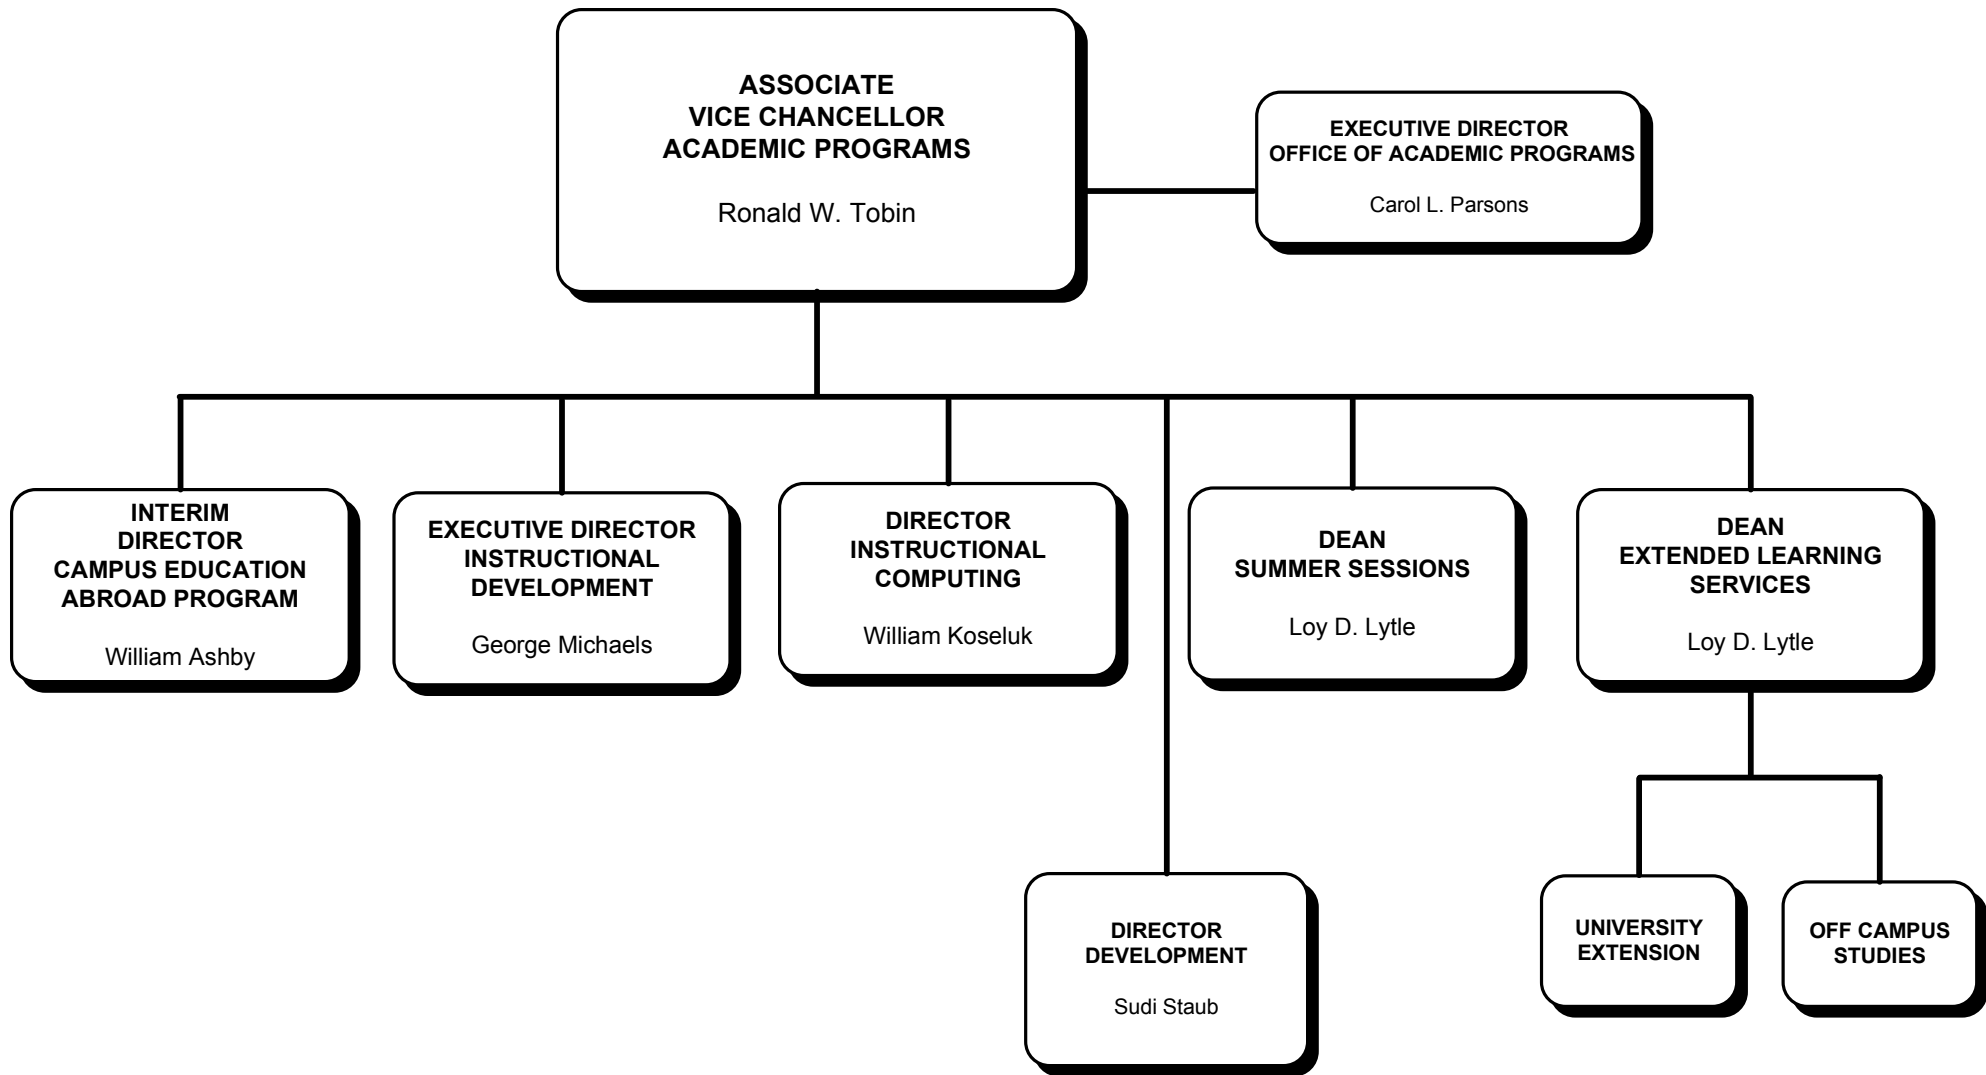 ASSOCIATE
VICE CHANCELLOR
ACADEMIC PROGRAMS
Ronald W. Tobin
EXECUTIVE DIRECTOR
OFFICE OF ACADEMIC PROGRAMS
Carol L. Parsons
INTERIM
DIRECTOR
CAMPUS EDUCATION
ABROAD PROGRAM
William Ashby
EXECUTIVE DIRECTOR
INSTRUCTIONAL
DEVELOPMENT
George Michaels
DIRECTOR
INSTRUCTIONAL
COMPUTING
William Koseluk
DEAN
SUMMER SESSIONS
Loy D. Lytle
DEAN
EXTENDED LEARNING
SERVICES
Loy D. Lytle
DIRECTOR
DEVELOPMENT
Sudi Staub
UNIVERSITY
EXTENSION
OFF CAMPUS
STUDIES